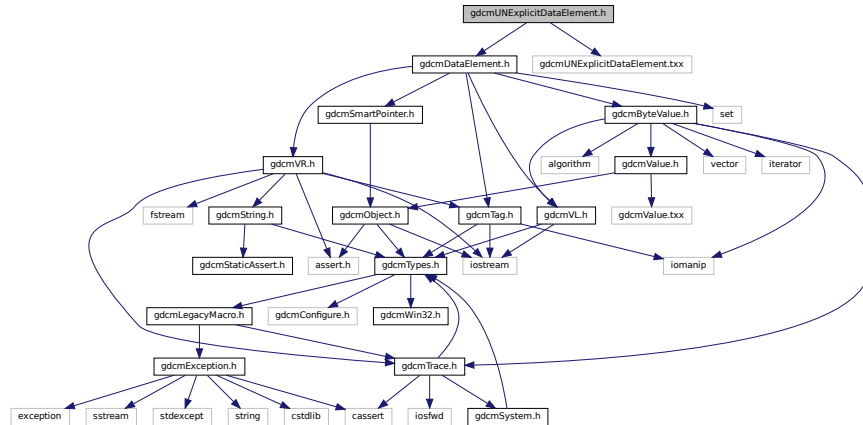 gdcmUNExplicitDataElement.h
gdcmDataElement.h
gdcmUNExplicitDataElement.txx
gdcmSmartPointer.h
gdcmByteValue.h
set
gdcmVR.h
algorithm
gdcmValue.h
vector
iterator
fstream
gdcmString.h
gdcmObject.h
gdcmTag.h
gdcmVL.h
gdcmValue.txx
gdcmStaticAssert.h
assert.h
gdcmTypes.h
iostream
iomanip
gdcmLegacyMacro.h
gdcmConfigure.h
gdcmWin32.h
gdcmException.h
gdcmTrace.h
exception
sstream
stdexcept
string
cstdlib
cassert
iosfwd
gdcmSystem.h